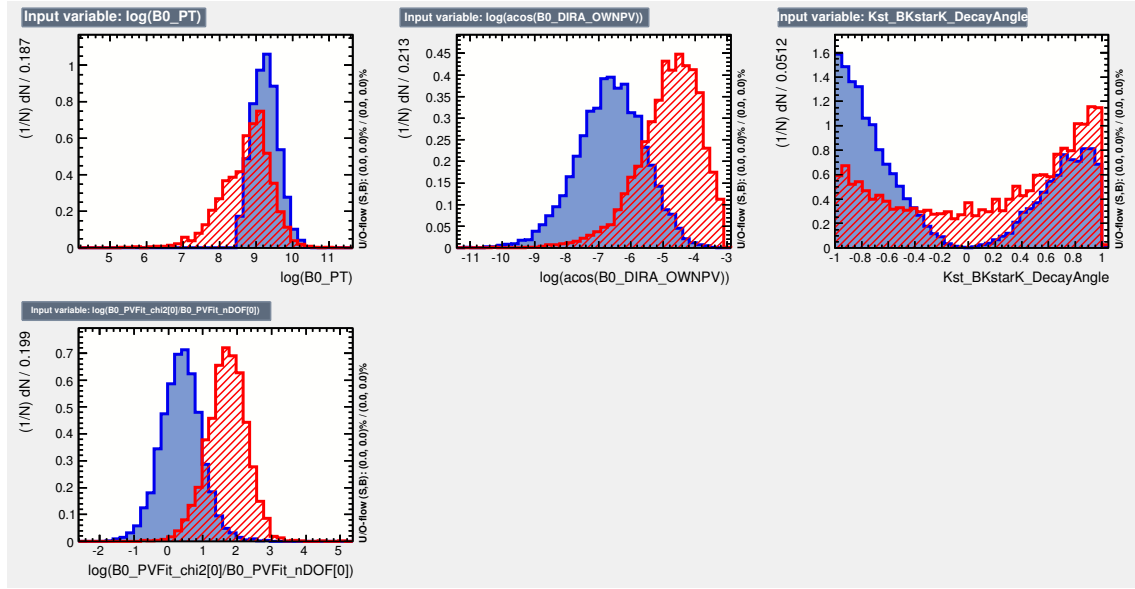 Input variable: log(B0_PT)
(1/N) dN / 0.187
1
0.8
0.6
0.4
0.2
0
5 6 7 8 9 10 11
log(B0_PT)
U/O-flow (S,B): (0.0, 0.0)% / (0.0, 0.0)%
Input variable: log(acos(B0_DIRA_OWNPV))
(1/N) dN / 0.213
0.45
0.4
0.35
0.3
0.25
0.2
0.15
0.1
0.05
0
-11 -10 -9 -8 -7 -6 -5 -4 -3
log(acos(B0_DIRA_OWNPV))
U/O-flow (S,B): (0.0, 0.0)% / (0.0, 0.0)%
Input variable: Kst_BKstarK_DecayAngle
(1/N) dN / 0.0512
1.6
1.4
1.2
1
0.8
0.6
0.4
0.2
0
-1 -0.8 -0.6 -0.4 -0.2 0 0.2 0.4 0.6 0.8 1
Kst_BKstarK_DecayAngle
U/O-flow (S,B): (0.0, 0.0)% / (0.0, 0.0)%
Input variable: log(B0_PVFit_chi2[0]/B0_PVFit_nDOF[0])
(1/N) dN / 0.199
0.7
0.6
0.5
0.4
0.3
0.2
0.1
0
-2 -1 0 1 2 3 4 5
log(B0_PVFit_chi2[0]/B0_PVFit_nDOF[0])
U/O-flow (S,B): (0.0, 0.0)% / (0.0, 0.0)%